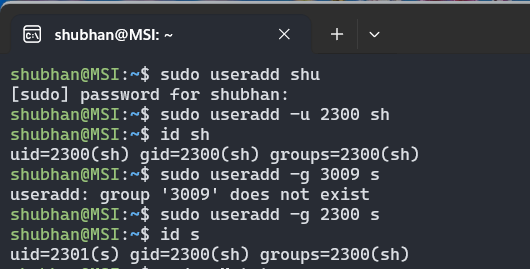 shubhan@MSI: ~
shubhan@MSI:~$ sudo useradd shu
[sudo] password for shubhan:
shubhan@MSI:~$ sudo useradd -u 2300 sh
shubhan@MSI:~$ id sh
uid=2300(sh) gid=2300(sh) groups=2300(sh)
shubhan@MSI:~$ sudo useradd -g 3009 s
useradd: group '3009' does not exist
shubhan@MSI:~$ sudo useradd -g 2300 s
shubhan@MSI:~$ id s
uid=2301(s) gid=2300(sh) groups=2300(sh)